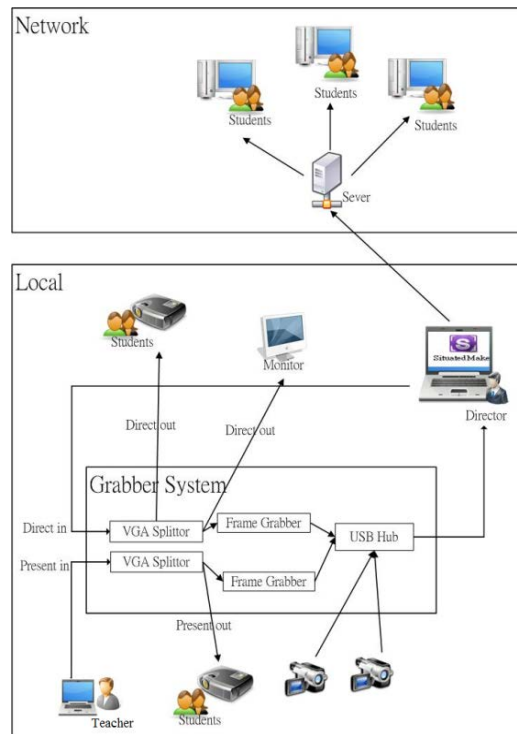 Network
Students
Students
Students
Sever
Local
Students
Monitor
SituatedMake
Director
Direct out
Direct out
Grabber System
Direct in
VGA Splittor
Frame Grabber
USB Hub
Present in
VGA Splittor
Frame Grabber
Present out
Teacher
Students